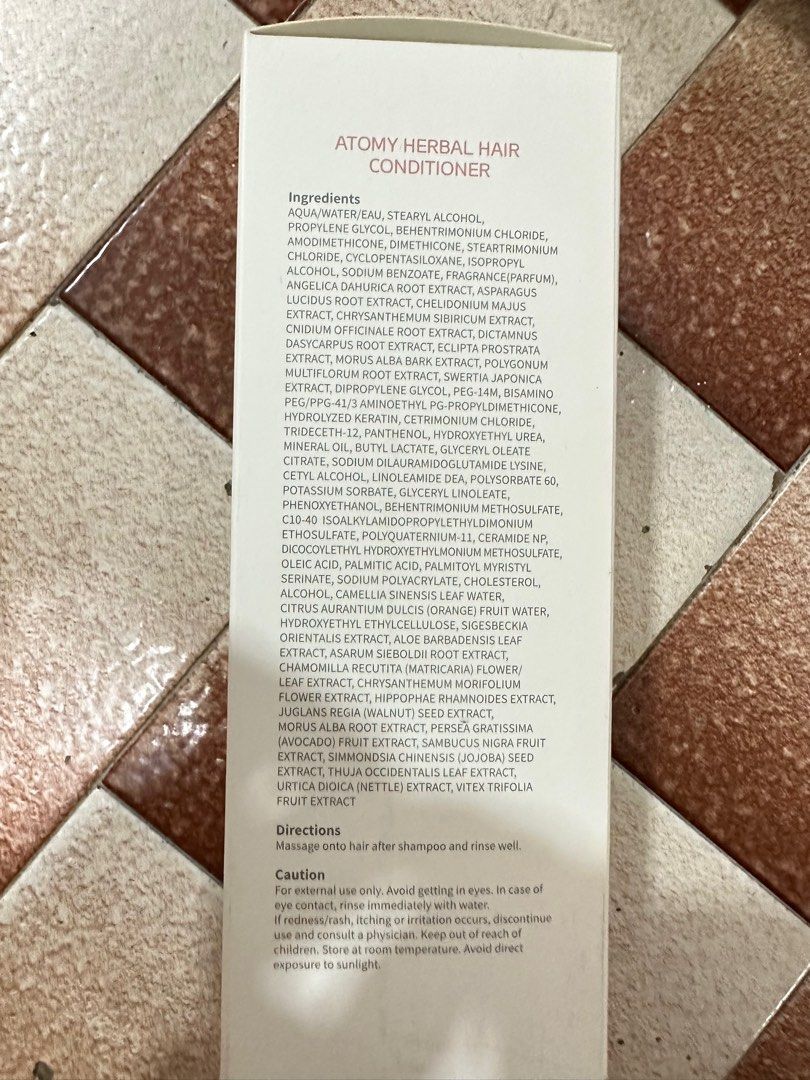 ATOMY HERBAL HAIR
CONDITIONER
Ingredients
AQUA/WATER/EAU, STEARYL ALCOHOL,
PROPYLENE GLYCOL, BEHENTRIMONIUM CHLORIDE,
AMODIMETHICONE, DIMETHICONE, STEARTRIMONIUM
CHLORIDE, CYCLOPENTASILOXANE, ISOPROPYL
ALCOHOL, SODIUM BENZOATE, FRAGRANCE(PARFUM),
ANGELICA DAHURICA ROOT EXTRACT, ASPARAGUS
LUCIDUS ROOT EXTRACT, CHELIDONIUM MAJUS
EXTRACT, CHRYSANTHEMUM SIBIRICUM EXTRACT,
CNIDIUM OFFICINALE ROOT EXTRACT, DICTAMNUS
DASYCARPUS ROOT EXTRACT, ECLIPTA PROSTRATA
EXTRACT, MORUS ALBA BARK EXTRACT, POLYGONUM
MULTIFLORUM ROOT EXTRACT, SWERTIA JAPONICA
EXTRACT, DIPROPYLENE GLYCOL, PEG-14M, BISAMINO
PEG/PPG-41/3 AMINOETHYL PG-PROPYLDIMETHICONE,
HYDROLYZED KERATIN, CETRIMONIUM CHLORIDE,
TRIDECETH-12, PANTHENOL, HYDROXYETHYL UREA,
MINERAL OIL, BUTYL LACTATE, GLYCERYL OLEATE
CITRATE, SODIUM DILAURAMIDOGLUTAMIDE LYSINE,
CETYL ALCOHOL, LINOLEAMIDE DEA, POLYSORBATE 60,
POTASSIUM SORBATE, GLYCERYL LINOLEATE,
PHENOXYETHANOL, BEHENTRIMONIUM METHOSULFATE,
C10-40 ISOALKYLAMIDOPROPYLETHYLDIMONIUM
ETHOSULFATE, POLYQUATERNIUM-11, CERAMIDE NP,
DICOCOYLETHYL HYDROXYETHYLMONIUM METHOSULFATE,
OLEIC ACID, PALMITIC ACID, PALMITOYL MYRISTYL
SERINATE, SODIUM POLYACRYLATE, CHOLESTEROL,
ALCOHOL, CAMELLIA SINENSIS LEAF WATER,
CITRUS AURANTIUM DULCIS (ORANGE) FRUIT WATER,
HYDROXYETHYL ETHYLCELLULOSE, SIGESBECKIA
ORIENTALIS EXTRACT, ALOE BARBADENSIS LEAF
EXTRACT, ASARUM SIEBOLDII ROOT EXTRACT,
CHAMOMILLA RECUTITA (MATRICARIA) FLOWER/
LEAF EXTRACT, CHRYSANTHEMUM MORIFOLIUM
FLOWER EXTRACT, HIPPOPHAE RHAMNOIDES EXTRACT,
JUGLANS REGIA (WALNUT) SEED EXTRACT,
MORUS ALBA ROOT EXTRACT, PERSEA GRATISSIMA
(AVOCADO) FRUIT EXTRACT, SAMBUCUS NIGRA FRUIT
EXTRACT, SIMMONDSIA CHINENSIS (JOJOBA) SEED
EXTRACT, THUJA OCCIDENTALIS LEAF EXTRACT,
URTICA DIOICA (NETTLE) EXTRACT, VITEX TRIFOLIA
FRUIT EXTRACT
Directions
Massage onto hair after shampoo and rinse well.
Caution
For external use only. Avoid getting in eyes. In case of
eye contact, rinse immediately with water.
If redness/rash, itching or irritation occurs, discontinue
use and consult a physician. Keep out of reach of
children. Store at room temperature. Avoid direct
exposure to sunlight.